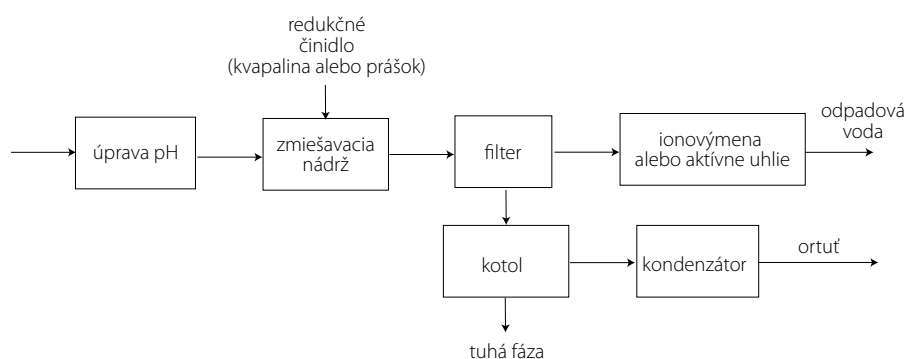 redukčné
činidlo
(kvapalina alebo prášok)
odpadová
voda
úprava pH
zmiešavacia
nádrž
filter
ionovýmena
alebo aktívne uhlie
kotol
kondenzátor
ortuť
tuhá fáza